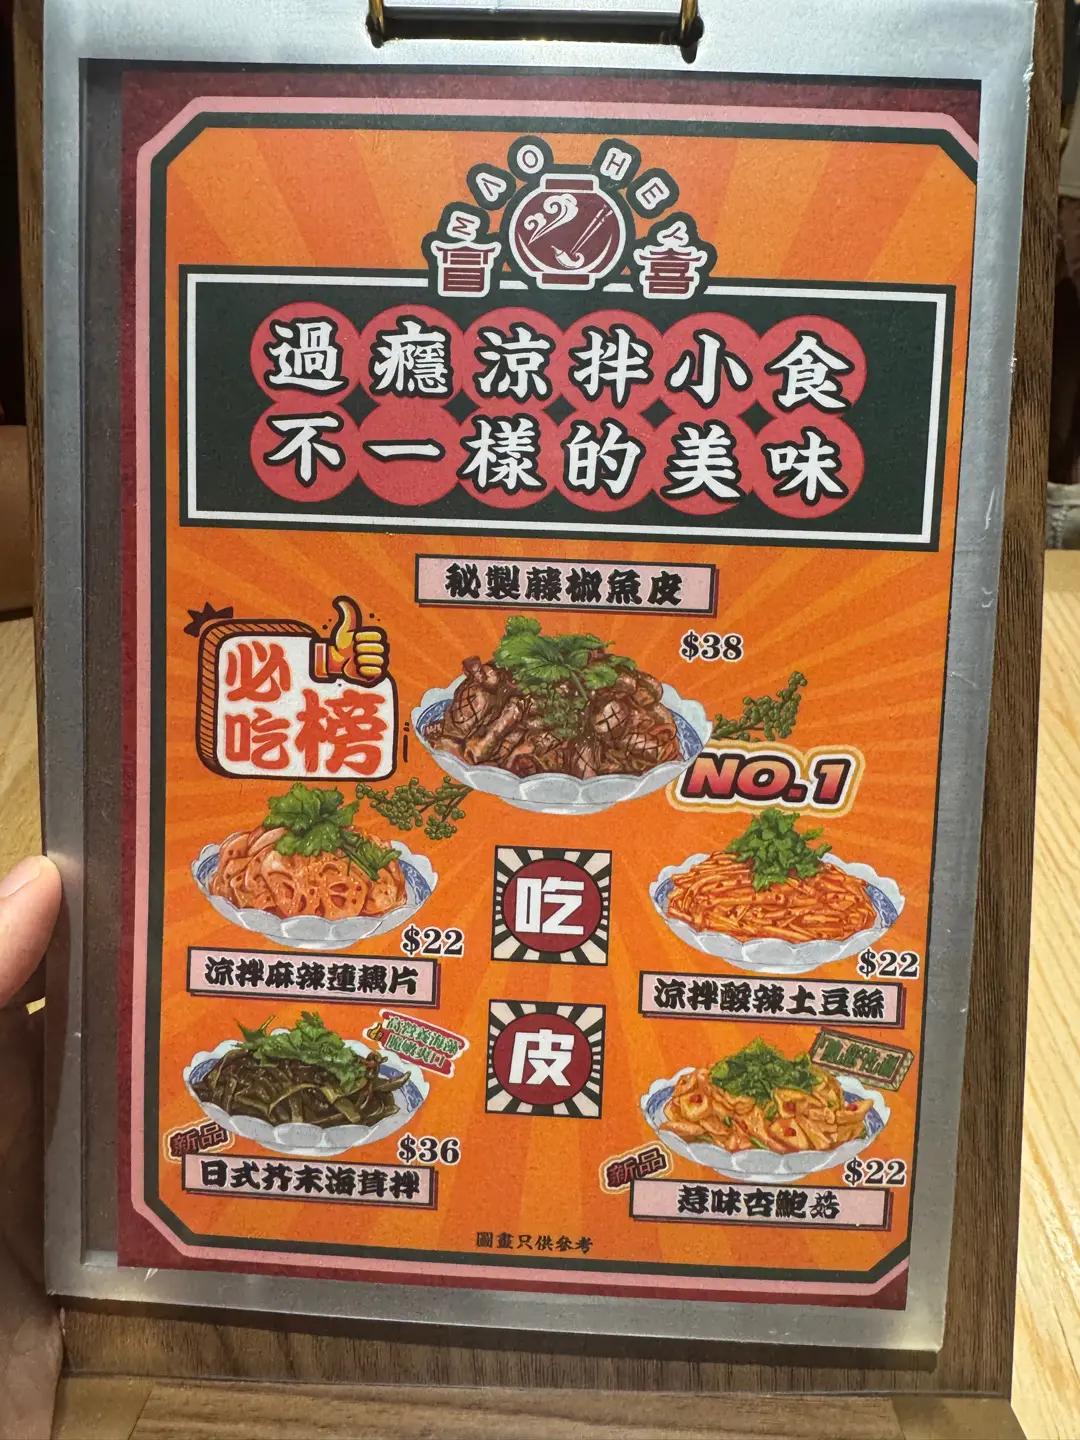 MAO HEY
冒喜
過癮涼拌小食
不一樣的美味
秘製藤椒魚皮
$38
必吃榜
NO.1
吃皮
$22
涼拌麻辣蓮藕片
$22
涼拌酸辣土豆絲
新品
$36
日式芥末海茸拌
新品
$22
惹味杏鮑菇
圖畫只供參考